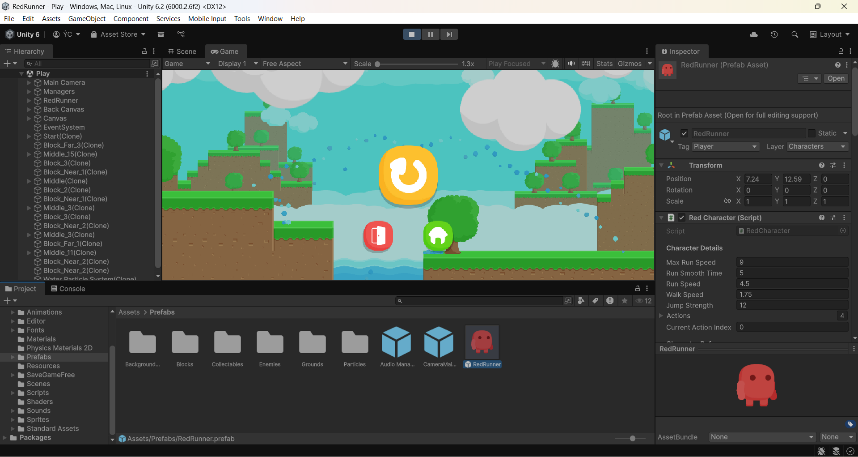 RedRunner - Play - Windows, Mac, Linux - Unity 6.2 (6000.2.6f2) <DX12>
File Edit Assets GameObject Component Services Mobile Input Tools Window Help
Unity 6 YC Asset Store Layout
Hierarchy Scene Game Inspector
All Game Display 1 Free Aspect Scale 1.3x Play Focused Stats Gizmos
RedRunner (Prefab Asset)
Open
Play
Main Camera
Managers
RedRunner
Back Canvas
Canvas
EventSystem
Start(Clone)
Block_Far_3(Clone)
Middle_15(Clone)
Block_3(Clone)
Block_Near_1(Clone)
Middle(Clone)
Block_2(Clone)
Block_Near_1(Clone)
Middle_3(Clone)
Block_3(Clone)
Block_Near_2(Clone)
Middle_3(Clone)
Block_Far_1(Clone)
Middle_11(Clone)
Block_Near_2(Clone)
Block_Near_2(Clone)
Water Particle System(Clone)
Root in Prefab Asset (Open for full editing support)
RedRunner Static
Tag Player Layer Characters
Transform
Position X 7.24 Y 12.59 Z 0
Rotation X 0 Y 0 Z 0
Scale X 1 Y 1 Z 1
Red Character (Script)
Script RedCharacter
Character Details
Max Run Speed 9
Run Smooth Time 5
Run Speed 4.5
Walk Speed 1.75
Jump Strength 12
Actions 4
Current Action Index 0
Project Console
12
Animations
Editor
Fonts
Materials
Physics Materials 2D
Prefabs
Resources
SaveGameFree
Scenes
Scripts
Shaders
Sounds
Sprites
Standard Assets
Packages
Assets > Prefabs
Background... Blocks Collectables Enemies Grounds Particles Audio Mana... CameraMai... RedRunner
Assets/Prefabs/RedRunner.prefab
RedRunner
AssetBundle None None